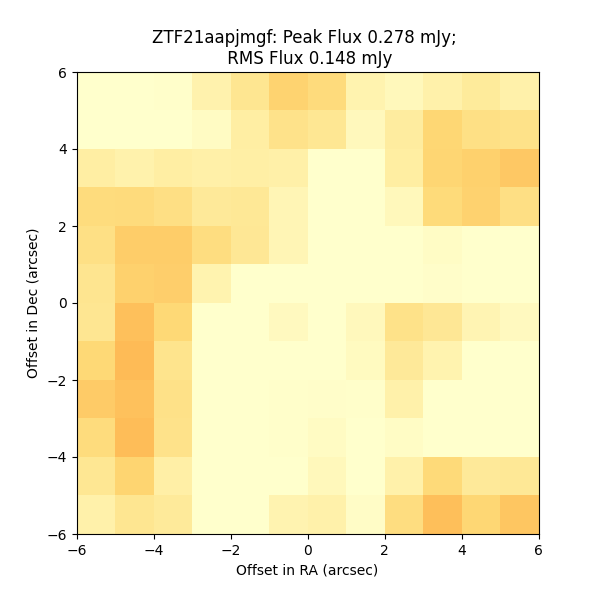 ZTF21aapjmgf: Peak Flux 0.278 mJy;
RMS Flux 0.148 mJy
6
4
2
0
−2
−4
−6
Offset in Dec (arcsec)
−6 −4 −2 0 2 4 6
Offset in RA (arcsec)